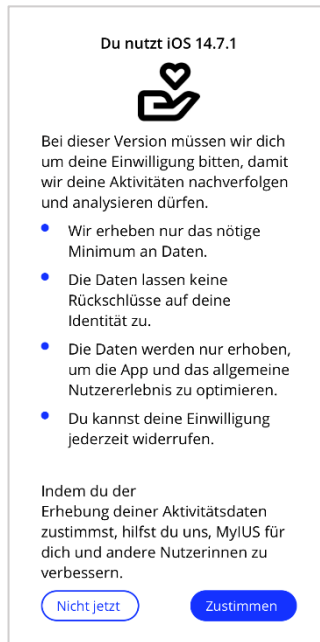 Du nutzt iOS 14.7.1
Bei dieser Version müssen wir dich
um deine Einwilligung bitten, damit
wir deine Aktivitäten nachverfolgen
und analysieren dürfen.
Wir erheben nur das nötige
Minimum an Daten.
Die Daten lassen keine
Rückschlüsse auf deine
Identität zu.
Die Daten werden nur erhoben,
um die App und das allgemeine
Nutzererlebnis zu optimieren.
Du kannst deine Einwilligung
jederzeit widerrufen.
Indem du der
Erhebung deiner Aktivitätsdaten
zustimmst, hilfst du uns, MyIUS für
dich und andere Nutzerinnen zu
verbessern.
Nicht jetzt
Zustimmen